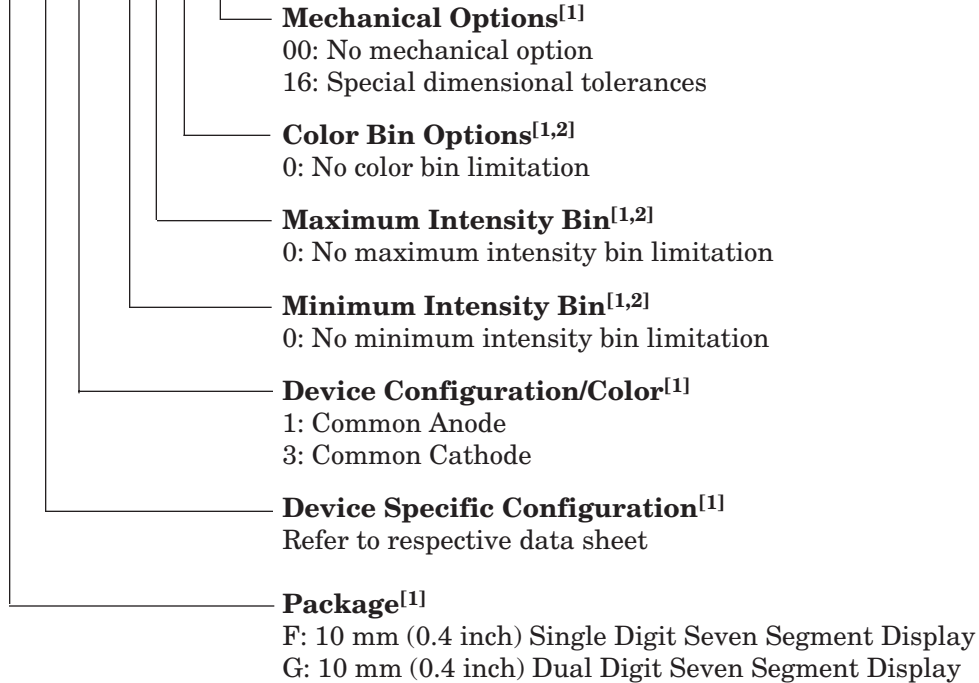 Mechanical Options[1]
00: No mechanical option
16: Special dimensional tolerances
Color Bin Options[1,2]
0: No color bin limitation
Maximum Intensity Bin[1,2]
0: No maximum intensity bin limitation
Minimum Intensity Bin[1,2]
0: No minimum intensity bin limitation
Device Configuration/Color[1]
1: Common Anode
3: Common Cathode
Device Specific Configuration[1]
Refer to respective data sheet
Package[1]
F: 10 mm (0.4 inch) Single Digit Seven Segment Display
G: 10 mm (0.4 inch) Dual Digit Seven Segment Display